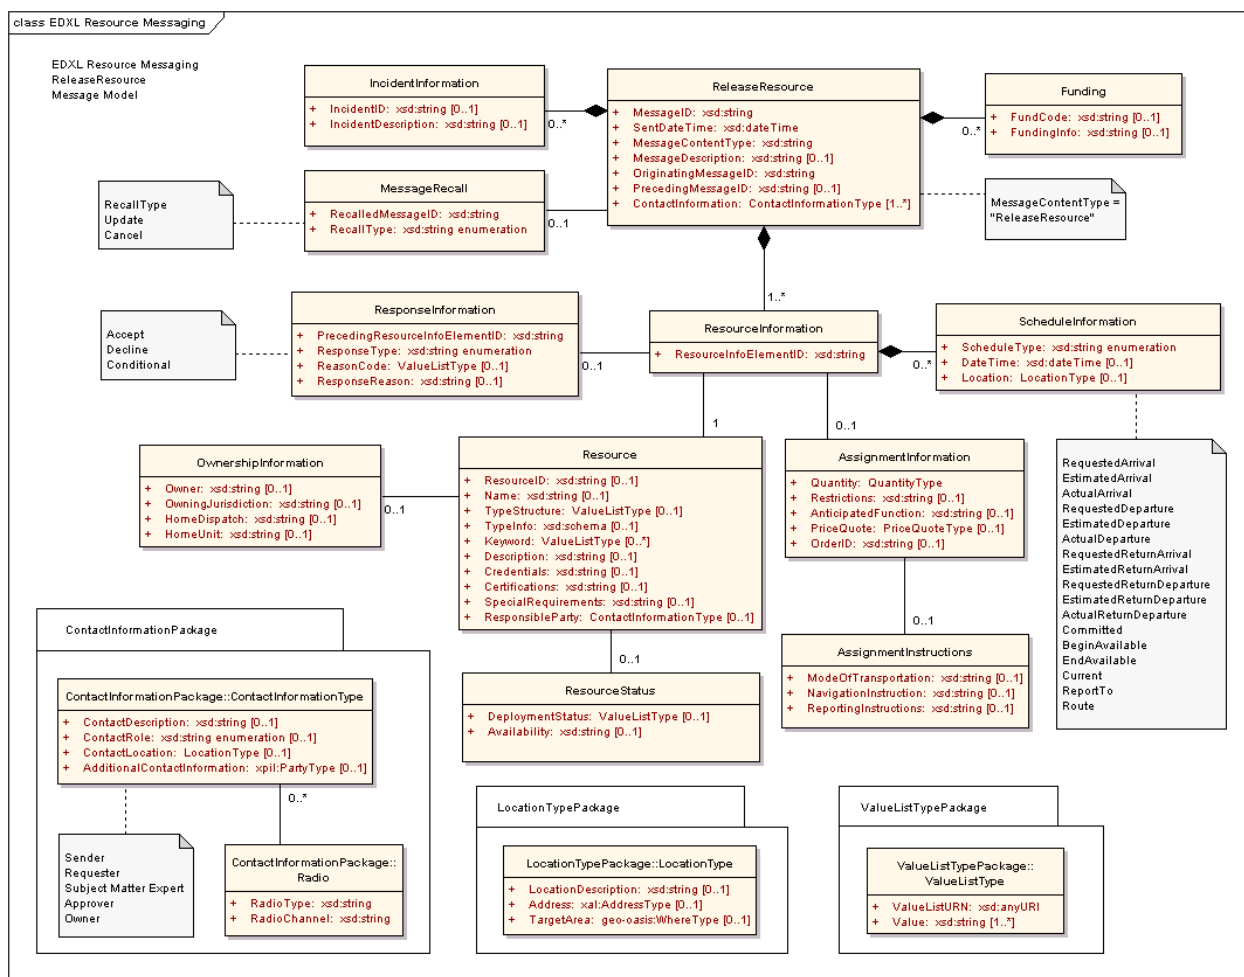 class EDXL Resource Messaging
EDXL Resource Messaging
ReleaseResource
Message Model
IncidentInformation
+ IncidentID: xsd:string [0..1]
+ IncidentDescription: xsd:string [0..1]
0..*
ReleaseResource
+ MessageID: xsd:string
+ SentDateTime: xsd:dateTime
+ MessageContentType: xsd:string
+ MessageDescription: xsd:string [0..1]
+ OriginatingMessageID: xsd:string
+ PrecedingMessageID: xsd:string [0..1]
+ ContactInformation: ContactInformationType [1..*]
Funding
+ FundCode: xsd:string [0..1]
+ FundingInfo: xsd:string [0..1]
0..*
RecallType
Update
Cancel
MessageRecall
+ RecalledMessageID: xsd:string
+ RecallType: xsd:string enumeration
0..1
MessageContentType =
"ReleaseResource"
1..*
Accept
Decline
Conditional
ResponseInformation
+ PrecedingResourceInfoElementID: xsd:string
+ ResponseType: xsd:string enumeration
+ ReasonCode: ValueListType [0..1]
+ ResponseReason: xsd:string [0..1]
0..1
ResourceInformation
+ ResourceInfoElementID: xsd:string
ScheduleInformation
+ ScheduleType: xsd:string enumeration
+ DateTime: xsd:dateTime [0..1]
+ Location: LocationType [0..1]
0..*
1
0..1
OwnershipInformation
+ Owner: xsd:string [0..1]
+ OwningJurisdiction: xsd:string [0..1]
+ HomeDispatch: xsd:string [0..1]
+ HomeUnit: xsd:string [0..1]
0..1
Resource
+ ResourceID: xsd:string [0..1]
+ Name: xsd:string [0..1]
+ TypeStructure: ValueListType [0..1]
+ TypeInfo: xsd:schema [0..1]
+ Keyword: ValueListType [0..*]
+ Description: xsd:string [0..1]
+ Credentials: xsd:string [0..1]
+ Certifications: xsd:string [0..1]
+ SpecialRequirements: xsd:string [0..1]
+ ResponsibleParty: ContactInformationType [0..1]
AssignmentInformation
+ Quantity: QuantityType
+ Restrictions: xsd:string [0..1]
+ AnticipatedFunction: xsd:string [0..1]
+ PriceQuote: PriceQuoteType [0..1]
+ OrderID: xsd:string [0..1]
RequestedArrival
EstimatedArrival
ActualArrival
RequestedDeparture
EstimatedDeparture
ActualDeparture
RequestedReturnArrival
EstimatedReturnArrival
RequestedReturnDeparture
EstimatedReturnDeparture
ActualReturnDeparture
Committed
BeginAvailable
EndAvailable
Current
ReportTo
Route
0..1
0..1
AssignmentInstructions
+ ModeOfTransportation: xsd:string [0..1]
+ NavigationInstruction: xsd:string [0..1]
+ ReportingInstructions: xsd:string [0..1]
ResourceStatus
+ DeploymentStatus: ValueListType [0..1]
+ Availability: xsd:string [0..1]
ContactInformationPackage
ContactInformationPackage::ContactInformationType
+ ContactDescription: xsd:string [0..1]
+ ContactRole: xsd:string enumeration [0..1]
+ ContactLocation: LocationType [0..1]
+ AdditionalContactInformation: xpil:PartyType [0..1]
0..*
Sender
Requester
Subject Matter Expert
Approver
Owner
ContactInformationPackage::
Radio
+ RadioType: xsd:string
+ RadioChannel: xsd:string
LocationTypePackage
LocationTypePackage::LocationType
+ LocationDescription: xsd:string [0..1]
+ Address: xal:AddressType [0..1]
+ TargetArea: geo-oasis:WhereType [0..1]
ValueListTypePackage
ValueListTypePackage::
ValueListType
+ ValueListURN: xsd:anyURI
+ Value: xsd:string [1..*]